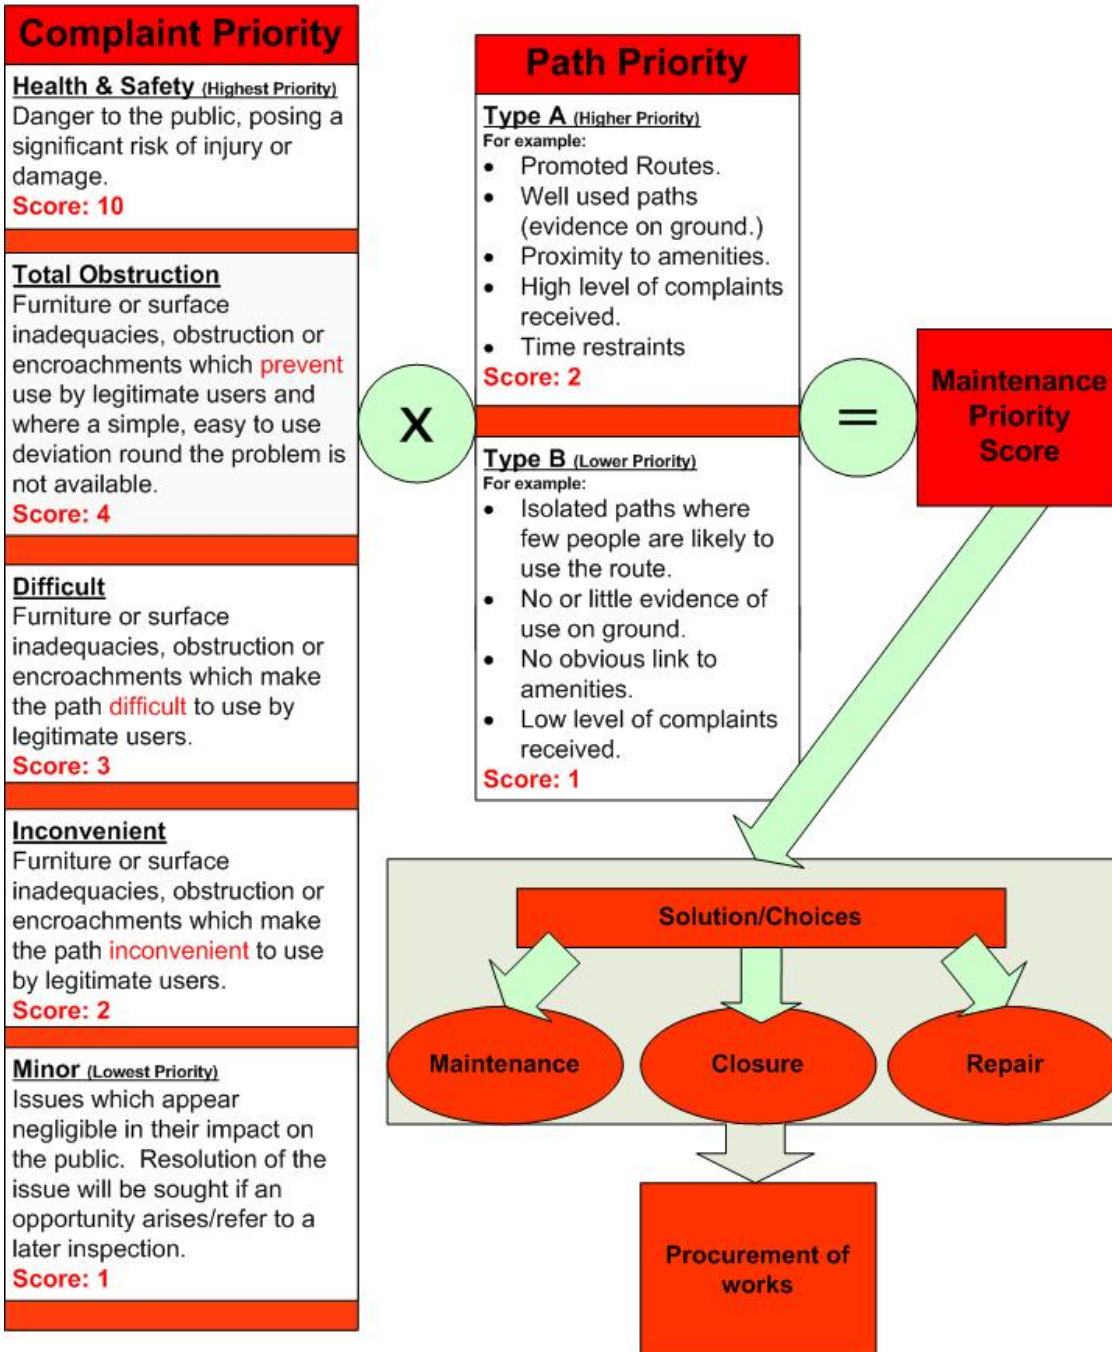 Complaint Priority
Health & Safety (Highest Priority)
Danger to the public, posing a
significant risk of injury or
damage.
Score: 10
Total Obstruction
Furniture or surface
inadequacies, obstruction or
encroachments which prevent
use by legitimate users and
where a simple, easy to use
deviation round the problem is
not available.
Score: 4
Difficult
Furniture or surface
inadequacies, obstruction or
encroachments which make
the path difficult to use by
legitimate users.
Score: 3
Inconvenient
Furniture or surface
inadequacies, obstruction or
encroachments which make
the path inconvenient to use
by legitimate users.
Score: 2
Minor (Lowest Priority)
Issues which appear
negligible in their impact on
the public.  Resolution of the
issue will be sought if an
opportunity arises/refer to a
later inspection.
Score: 1
X
Path Priority
Type A (Higher Priority)
For example:
• Promoted Routes.
• Well used paths
(evidence on ground.)
• Proximity to amenities.
• High level of complaints
received.
• Time restraints
Score: 2
Type B (Lower Priority)
For example:
• Isolated paths where
few people are likely to
use the route.
• No or little evidence of
use on ground.
• No obvious link to
amenities.
• Low level of complaints
received.
Score: 1
=
Maintenance
Priority
Score
Solution/Choices
Maintenance
Closure
Repair
Procurement of
works